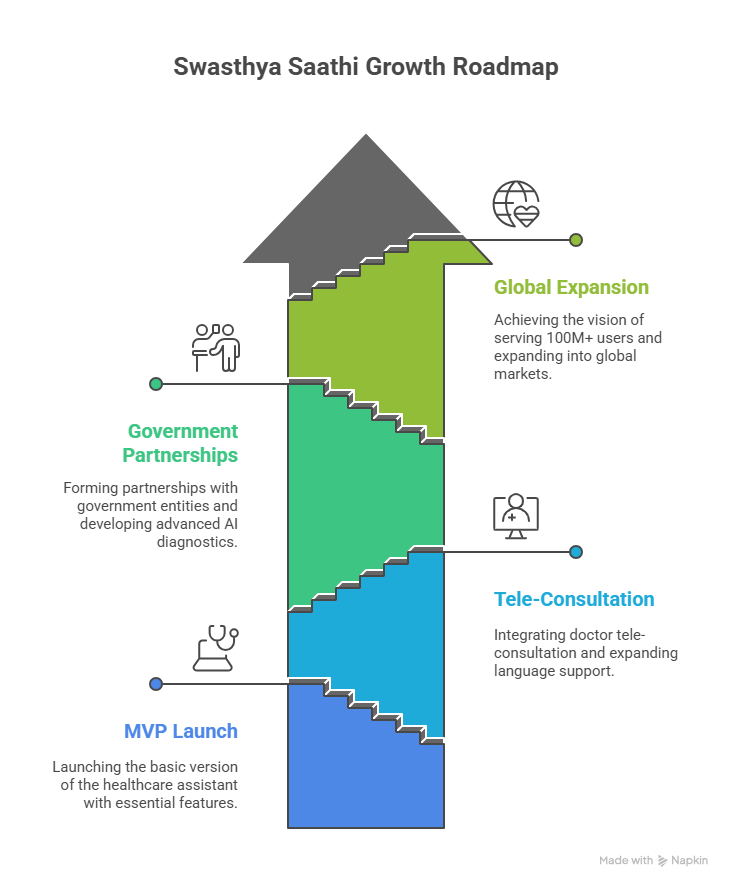 Swasthya Saathi Growth Roadmap
Global Expansion
Achieving the vision of
serving 100M+ users and
expanding into global
markets.
Government
Partnerships
Forming partnerships with
government entities and
developing advanced AI
diagnostics.
Tele-Consultation
Integrating doctor tele-
consultation and expanding
language support.
MVP Launch
Launching the basic version
of the healthcare assistant
with essential features.
Made with Napkin